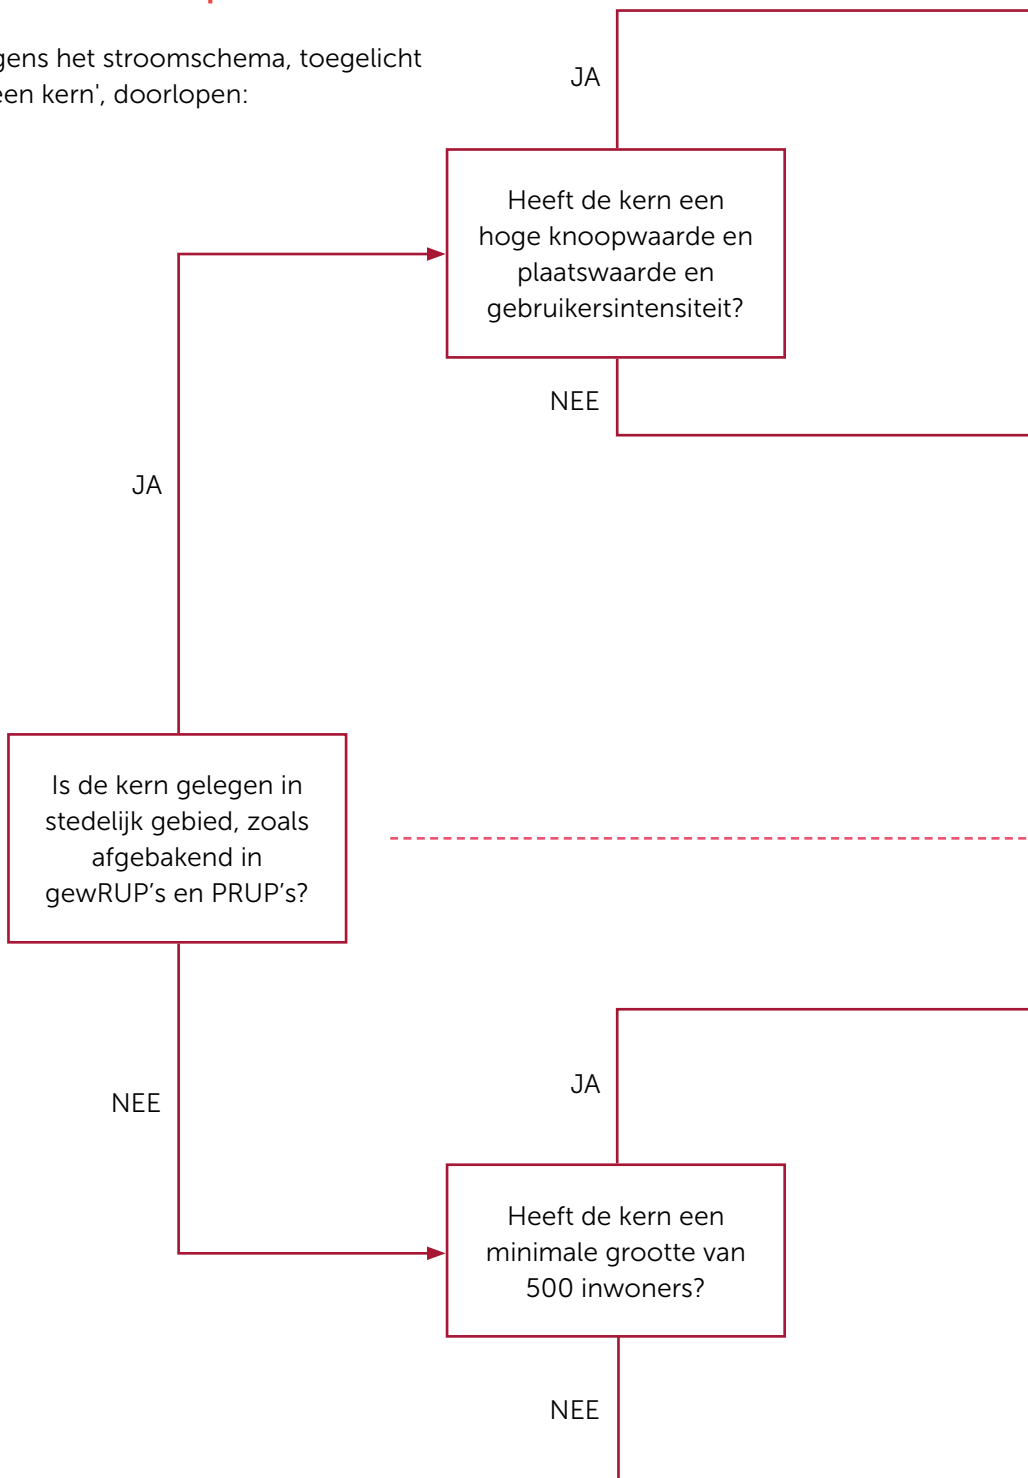 gens het stroomschema, toegelicht
een kern', doorlopen:
JA
Heeft de kern een
hoge knoopwaarde en
plaatswaarde en
gebruikersintensiteit?
NEE
JA
Is de kern gelegen in
stedelijk gebied, zoals
afgebakend in
gewRUP's en PRUP's?
NEE
JA
Heeft de kern een
minimale grootte van
500 inwoners?
NEE